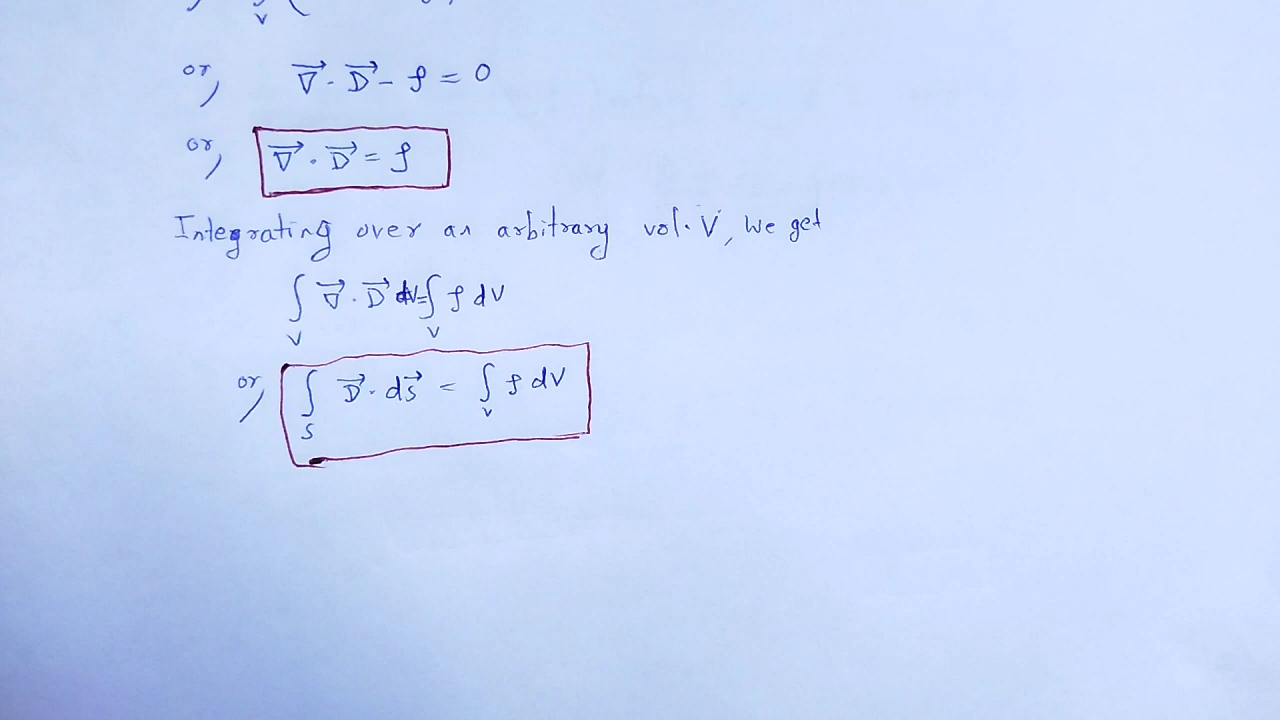 or, ∇⃗ · D⃗ - ρ = 0
or, ∇⃗ · D⃗ = ρ
Integrating over an arbitrary vol. V, we get
∫_V ∇⃗ · D⃗ dV = ∫_V ρ dV
or, ∫_S D⃗ · ds⃗ = ∫_V ρ dV